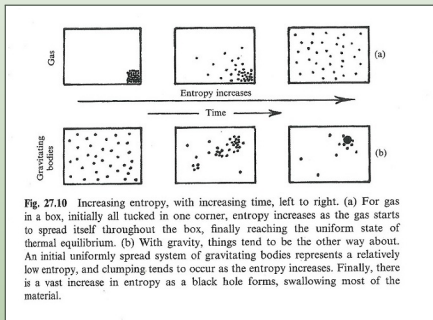 Gas
(a)
Entropy increases
Time
Gravitating
bodies
(b)
Fig. 27.10 Increasing entropy, with increasing time, left to right. (a) For gas
in a box, initially all tucked in one corner, entropy increases as the gas starts
to spread itself throughout the box, finally reaching the uniform state of
thermal equilibrium. (b) With gravity, things tend to be the other way about.
An initial uniformly spread system of gravitating bodies represents a relatively
low entropy, and clumping tends to occur as the entropy increases. Finally, there
is a vast increase in entropy as a black hole forms, swallowing most of the
material.